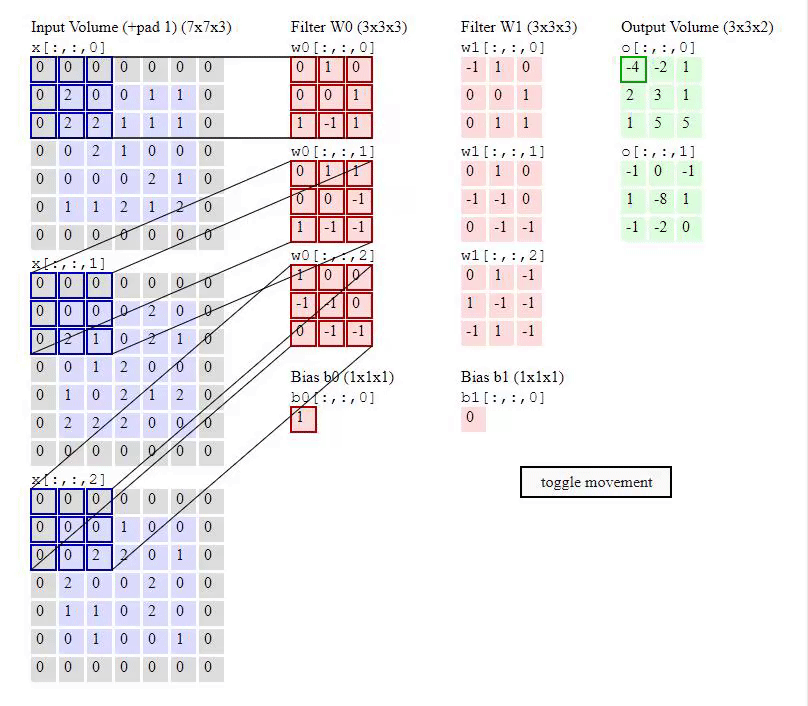 Input Volume (+pad 1) (7x7x3)
x[:,:,0]
0 0 0 0 0 0 0
0 2 0 0 1 1 0
0 2 2 1 1 1 0
0 0 2 1 0 0 0
0 0 0 0 2 1 0
0 1 1 2 1 2 0
0 0 0 0 0 0 0
x[:,:,1]
0 0 0 0 0 0 0
0 0 0 0 2 0 0
0 2 1 0 2 1 0
0 0 1 2 0 0 0
0 1 0 2 1 2 0
0 2 2 2 0 0 0
0 0 0 0 0 0 0
x[:,:,2]
0 0 0 0 0 0 0
0 0 0 1 0 0 0
0 0 2 2 0 1 0
0 2 0 0 2 0 0
0 1 1 0 2 0 0
0 0 1 0 0 1 0
0 0 0 0 0 0 0
Filter W0 (3x3x3)
w0[:,:,0]
0 1 0
0 0 1
1 -1 1
w0[:,:,1]
0 1 1
0 0 -1
1 -1 -1
w0[:,:,2]
1 0 0
-1 -1 0
0 -1 -1
Bias b0 (1x1x1)
b0[:,:,0]
1
Filter W1 (3x3x3)
w1[:,:,0]
-1 1 0
0 0 1
0 1 1
w1[:,:,1]
0 1 0
-1 -1 0
0 -1 -1
w1[:,:,2]
0 1 -1
1 -1 -1
-1 1 -1
Bias b1 (1x1x1)
b1[:,:,0]
0
Output Volume (3x3x2)
o[:,:,0]
-4 -2 1
2 3 1
1 5 5
o[:,:,1]
-1 0 -1
1 -8 1
-1 -2 0
toggle movement